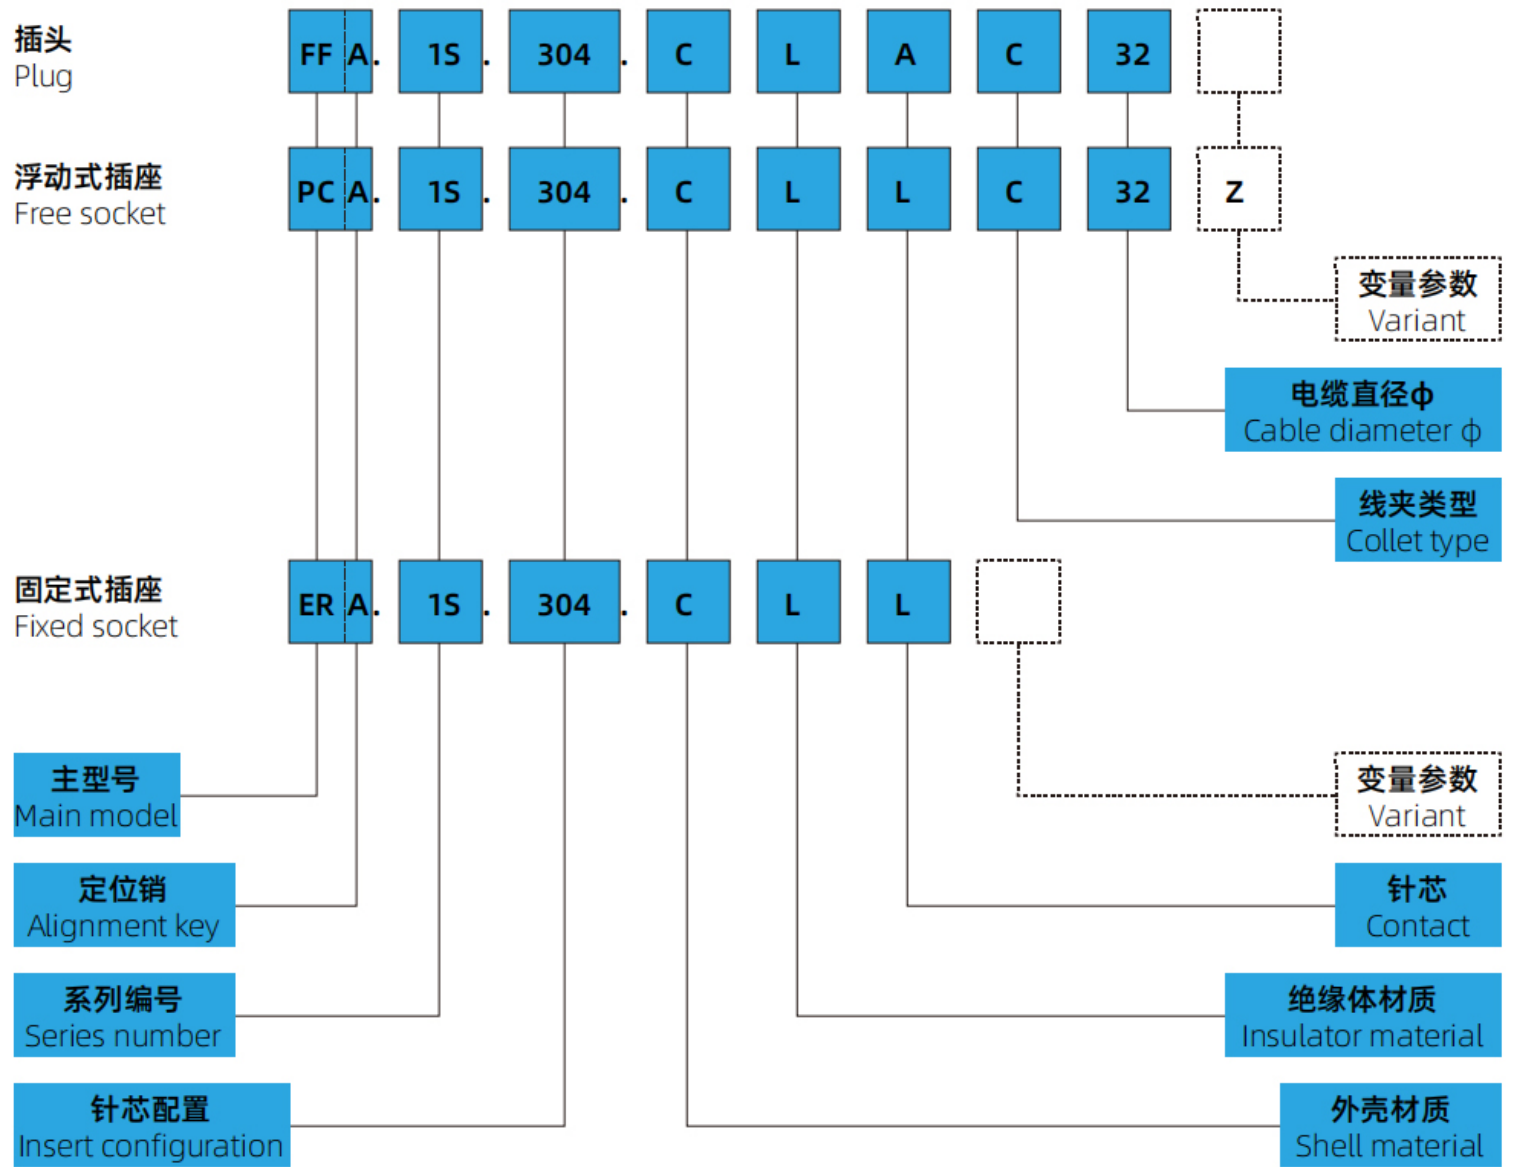 插头
Plug
FF A. 1S. 304. C L A C 32
浮动式插座
Free socket
PC A. 1S. 304. C L L C 32 Z
变量参数
Variant
电缆直径ф
Cable diameter ф
线夹类型
Collet type
固定式插座
Fixed socket
ER A. 1S. 304. C L L
主型号
Main model
变量参数
Variant
定位销
Alignment key
针芯
Contact
系列编号
Series number
绝缘体材质
Insulator material
针芯配置
Insert configuration
外壳材质
Shell material